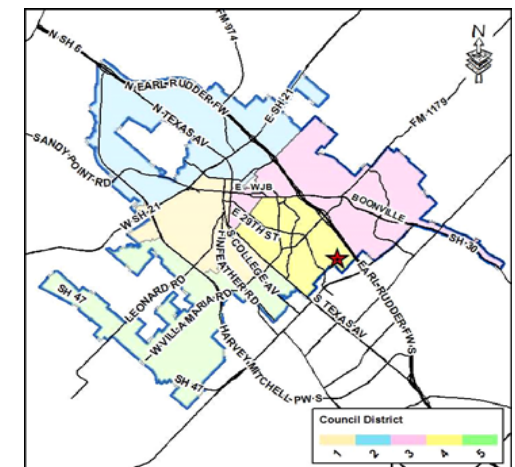 N
N SH 6
FM-974
N EARL-RUDDER-FW
E SH-21
N-TEXAS-AV
FM-1179
SANDY POINT-RD
E - WJB
BOONVILLE
W-SH-21
E 29TH ST
SH-30
FINFEATHER-RD
S COLLEGE-AV
EARL-RUDDER-FW-S
SH 47
LEONARD RD
S TEXAS-AV
W-VILLA MARIA-RD
HARVEY-MITCHELL-PW-S
SH 47
Council District
1 2 3 4 5